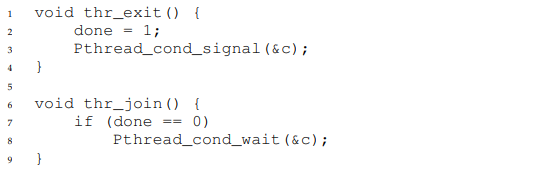 1 void thr_exit() {
2     done = 1;
3     Pthread_cond_signal(&c);
4 }
5
6 void thr_join() {
7     if (done == 0)
8         Pthread_cond_wait(&c);
9 }